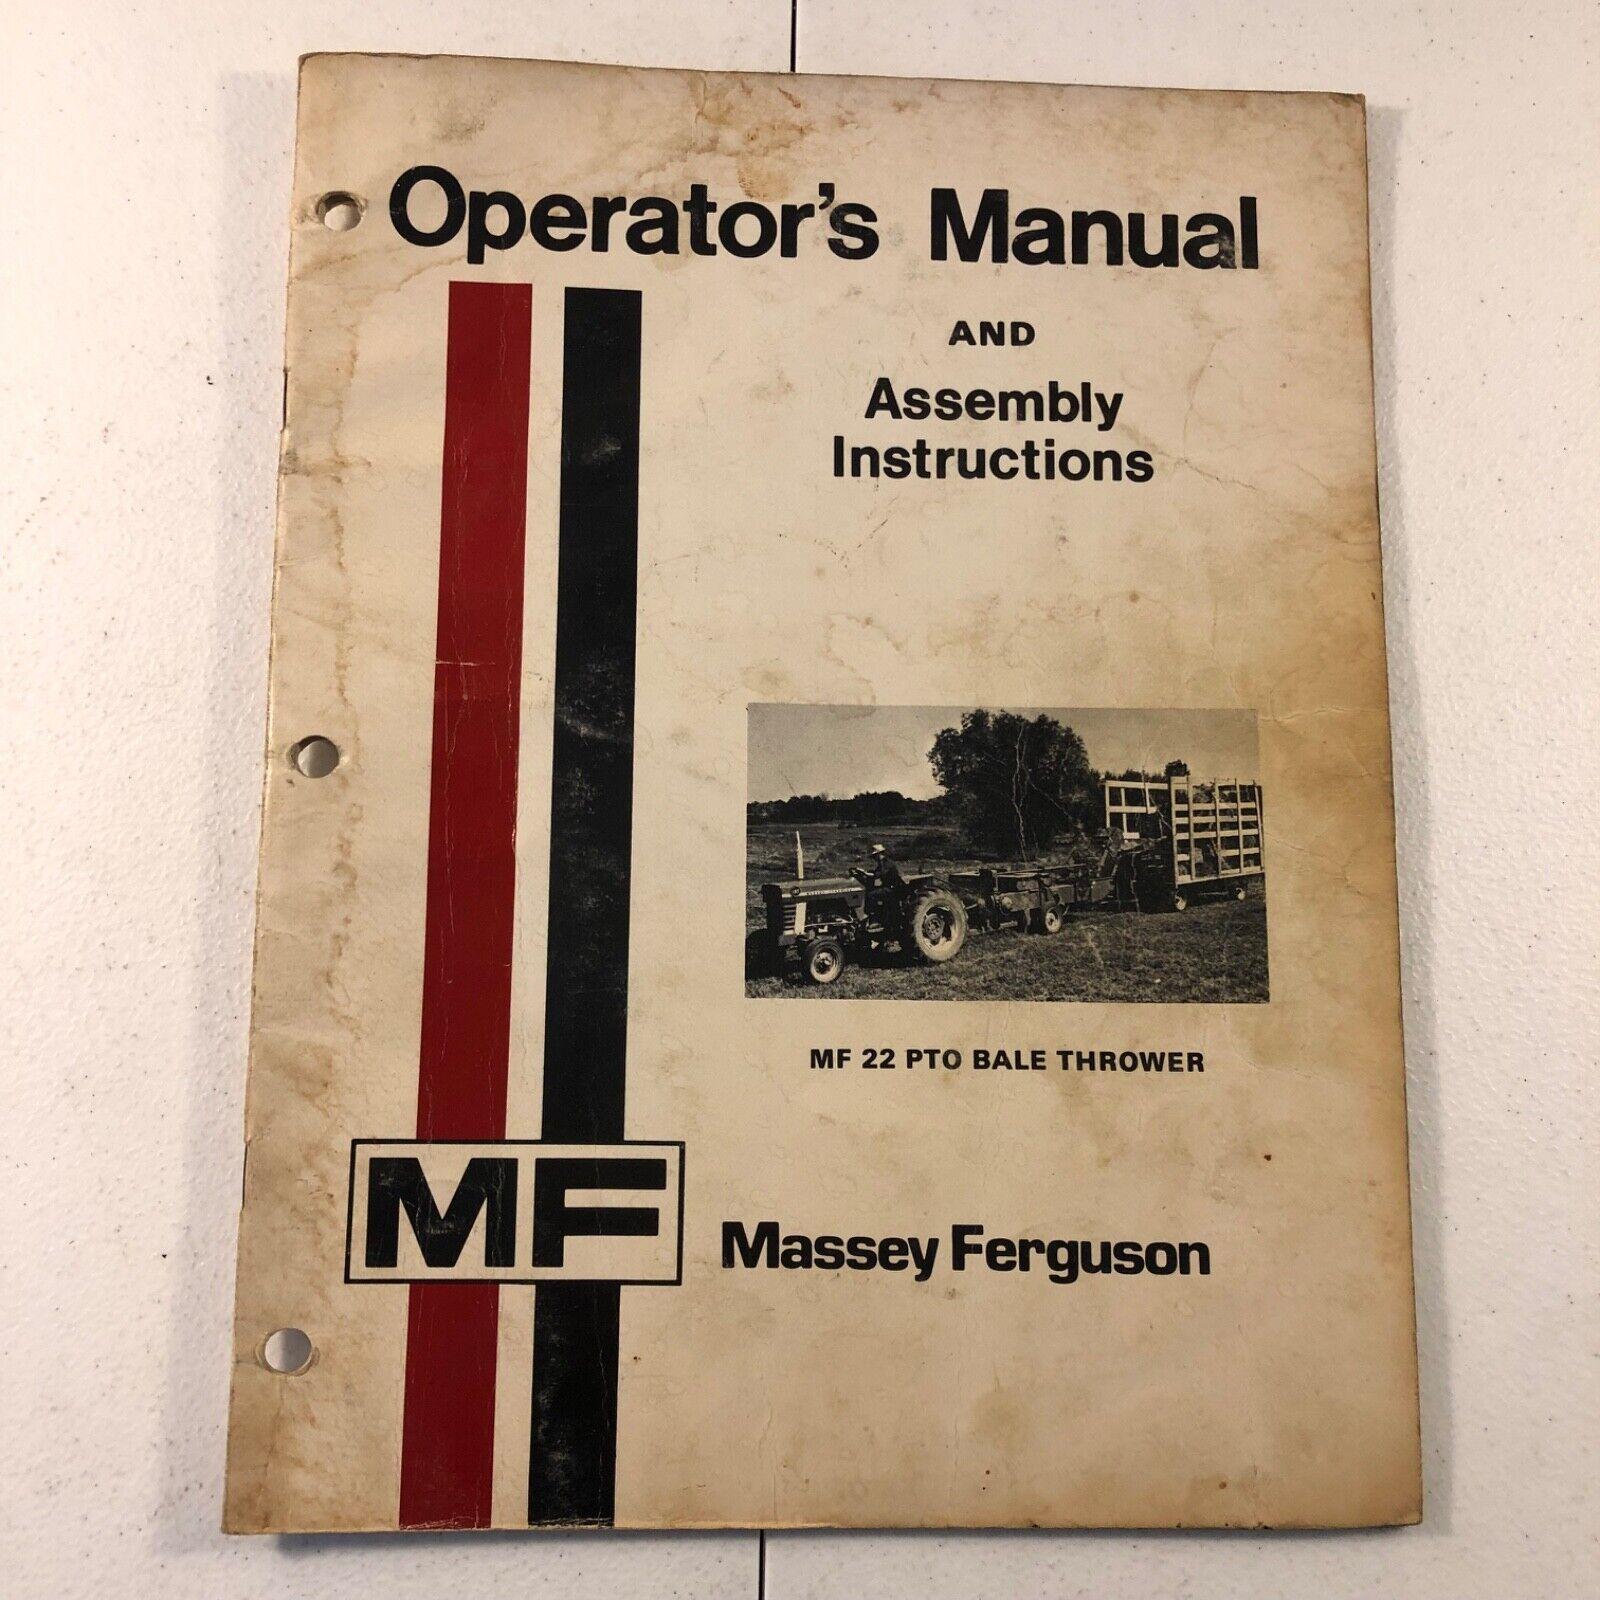 Operator's Manual
AND
Assembly
Instructions
MF 22 PTO BALE THROWER
MF
Massey Ferguson